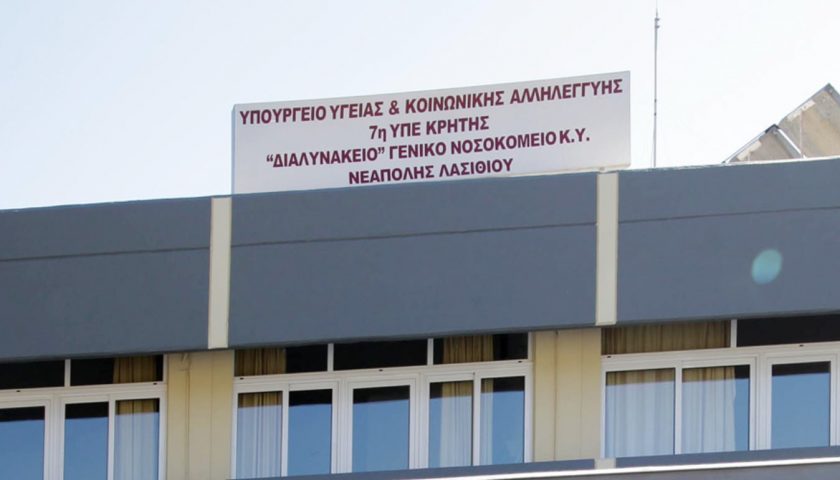 ΥΠΟΥΡΓΕΙΟ ΥΓΕΙΑΣ & ΚΟΙΝΩΝΙΚΗΣ ΑΛΛΗΛΕΓΓΥΗΣ
7η ΥΠΕ ΚΡΗΤΗΣ
“ΔΙΑΛΥΝΑΚΕΙΟ” ΓΕΝΙΚΟ ΝΟΣΟΚΟΜΕΙΟ Κ.Υ.
ΝΕΑΠΟΛΗΣ ΛΑΣΙΘΙΟΥ